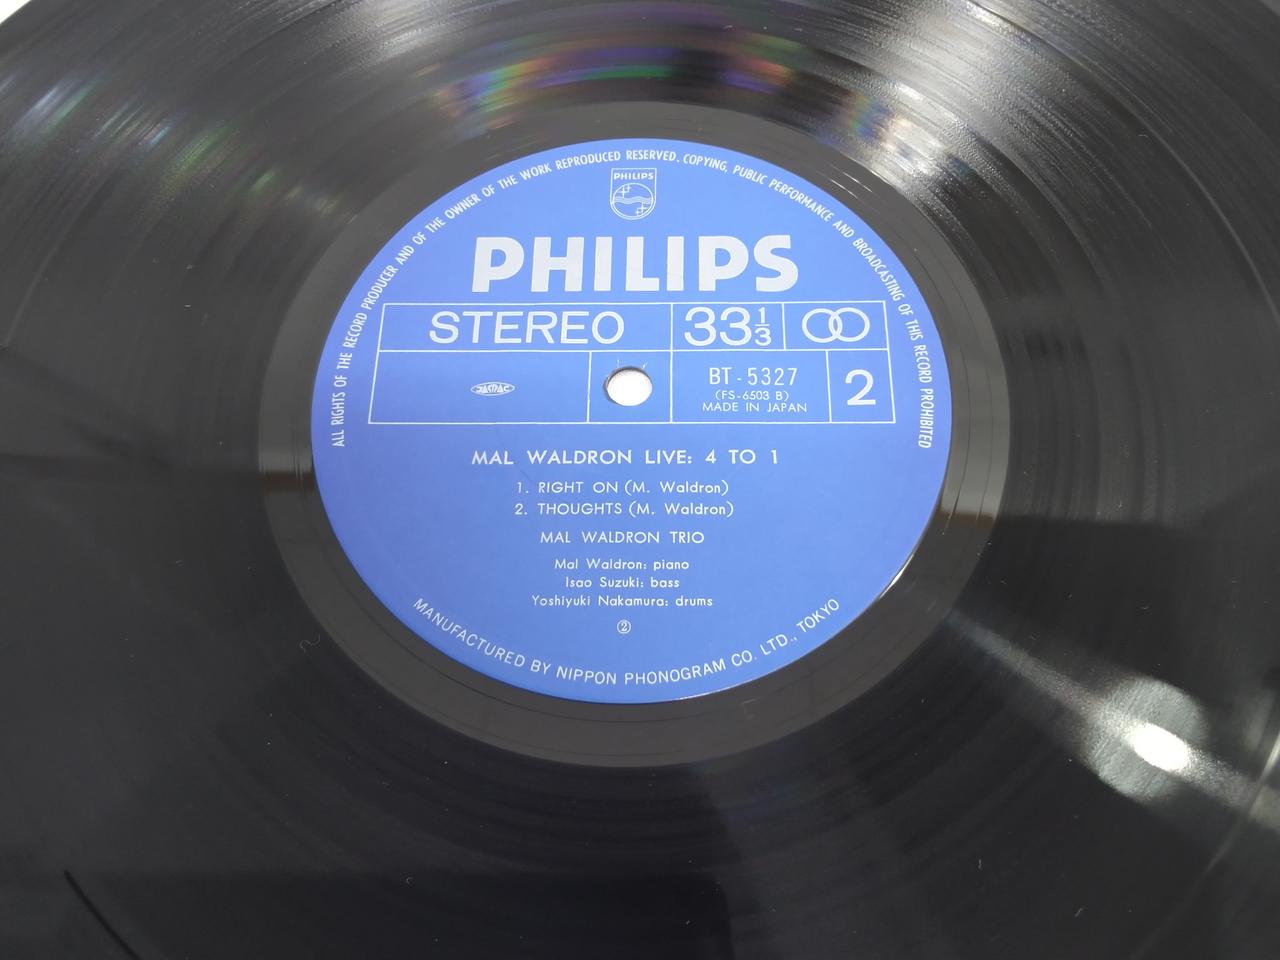 ALL RIGHTS OF THE RECORD PRODUCER AND OF THE OWNER OF THE WORK REPRODUCED RESERVED. COPYING, PUBLIC PERFORMANCE AND BROADCASTING OF THIS RECORD PROHIBITED
PHILIPS
PHILIPS
STEREO 33 1/3
JASRAC
BT-5327
(FS-6503 B)
MADE IN JAPAN
2
MAL WALDRON LIVE: 4 TO 1
1. RIGHT ON (M. Waldron)
2. THOUGHTS (M. Waldron)
MAL WALDRON TRIO
Mal Waldron: piano
Isao Suzuki: bass
Yoshiyuki Nakamura: drums
②
MANUFACTURED BY NIPPON PHONOGRAM CO. LTD., TOKYO